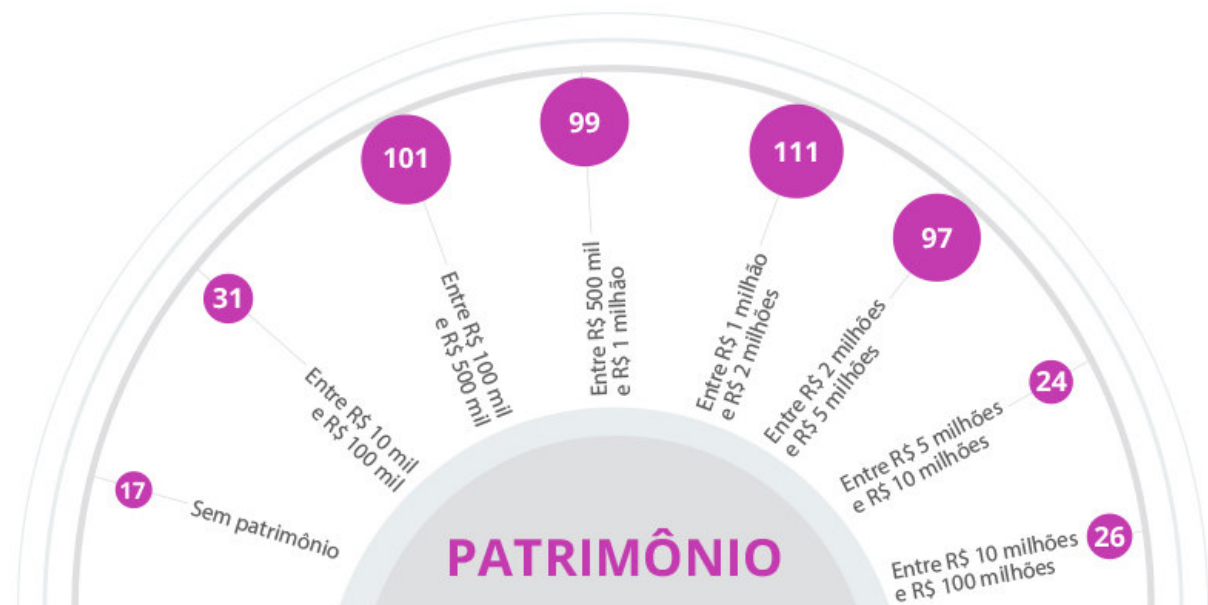 17
Sem patrimônio
31
Entre R$ 10 mil
e R$ 100 mil
101
Entre R$ 100 mil
e R$ 500 mil
99
Entre R$ 500 mil
e R$ 1 milhão
111
Entre R$ 1 milhão
e R$ 2 milhões
97
Entre R$ 2 milhões
e R$ 5 milhões
24
Entre R$ 5 milhões
e R$ 10 milhões
26
Entre R$ 10 milhões
e R$ 100 milhões
PATRIMÔNIO